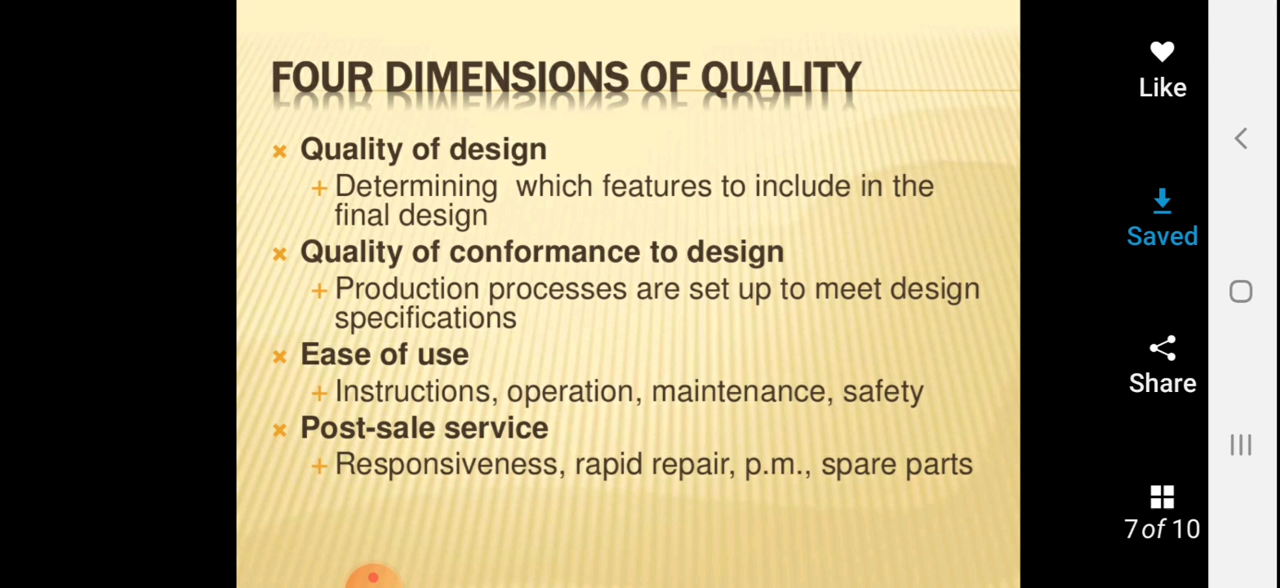 FOUR DIMENSIONS OF QUALITY
Quality of design
Determining which features to include in the
final design
Quality of conformance to design
Production processes are set up to meet design
specifications
Ease of use
Instructions, operation, maintenance, safety
Post-sale service
Responsiveness, rapid repair, p.m., spare parts
Like
Saved
Share
7 of 10